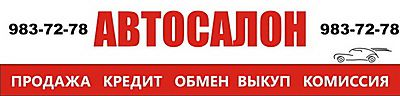 983-72-78 АВТОСАЛОН 983-72-78
ПРОДАЖА КРЕДИТ ОБМЕН ВЫКУП КОМИССИЯ